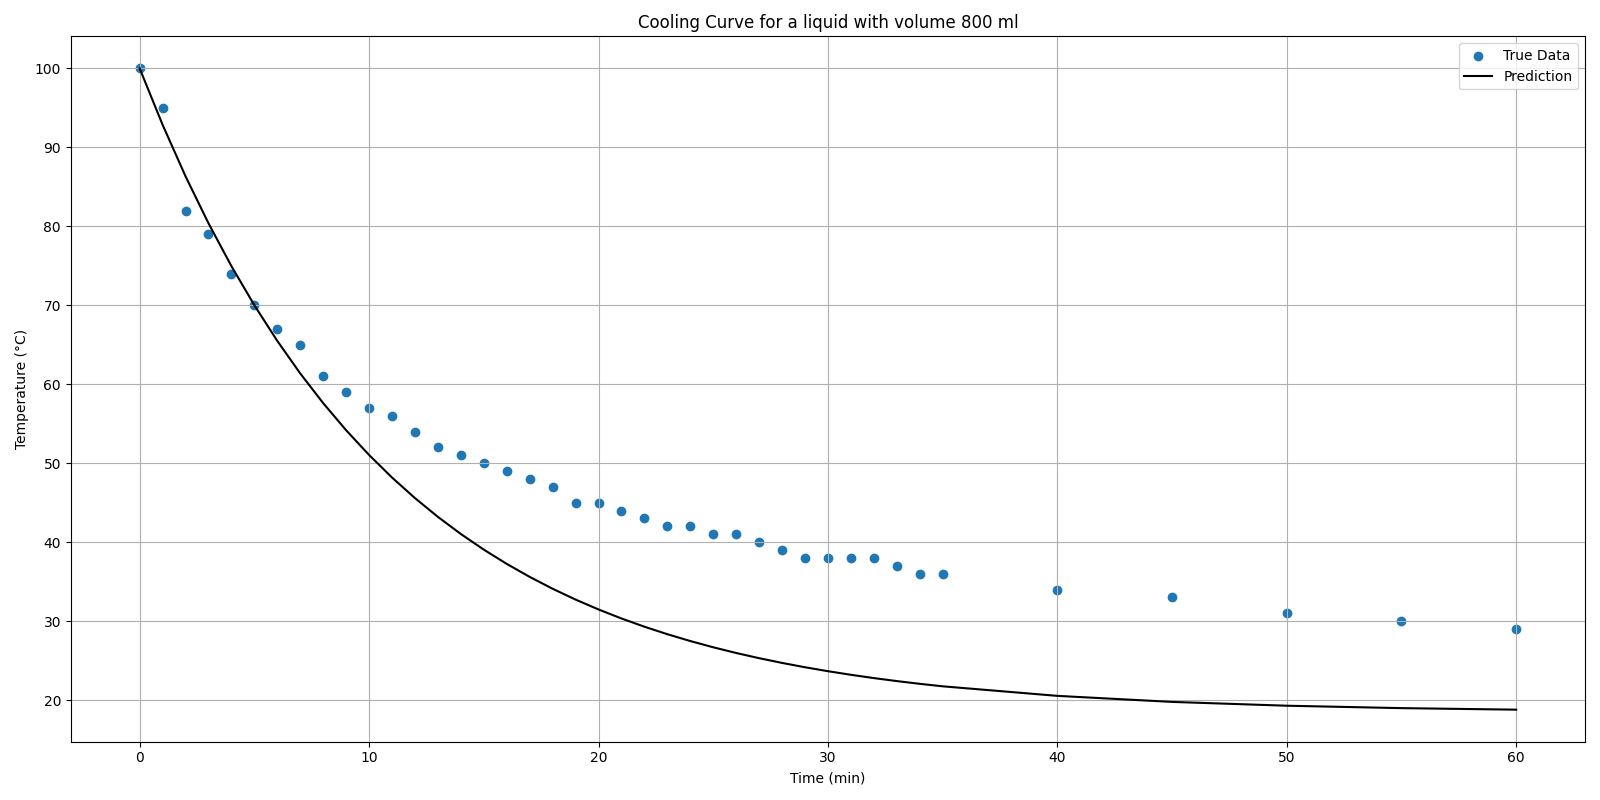 Cooling Curve for a liquid with volume 800 ml
True Data
Prediction
100
90
80
70
60
50
40
30
20
Temperature (°C)
0 10 20 30 40 50 60
Time (min)